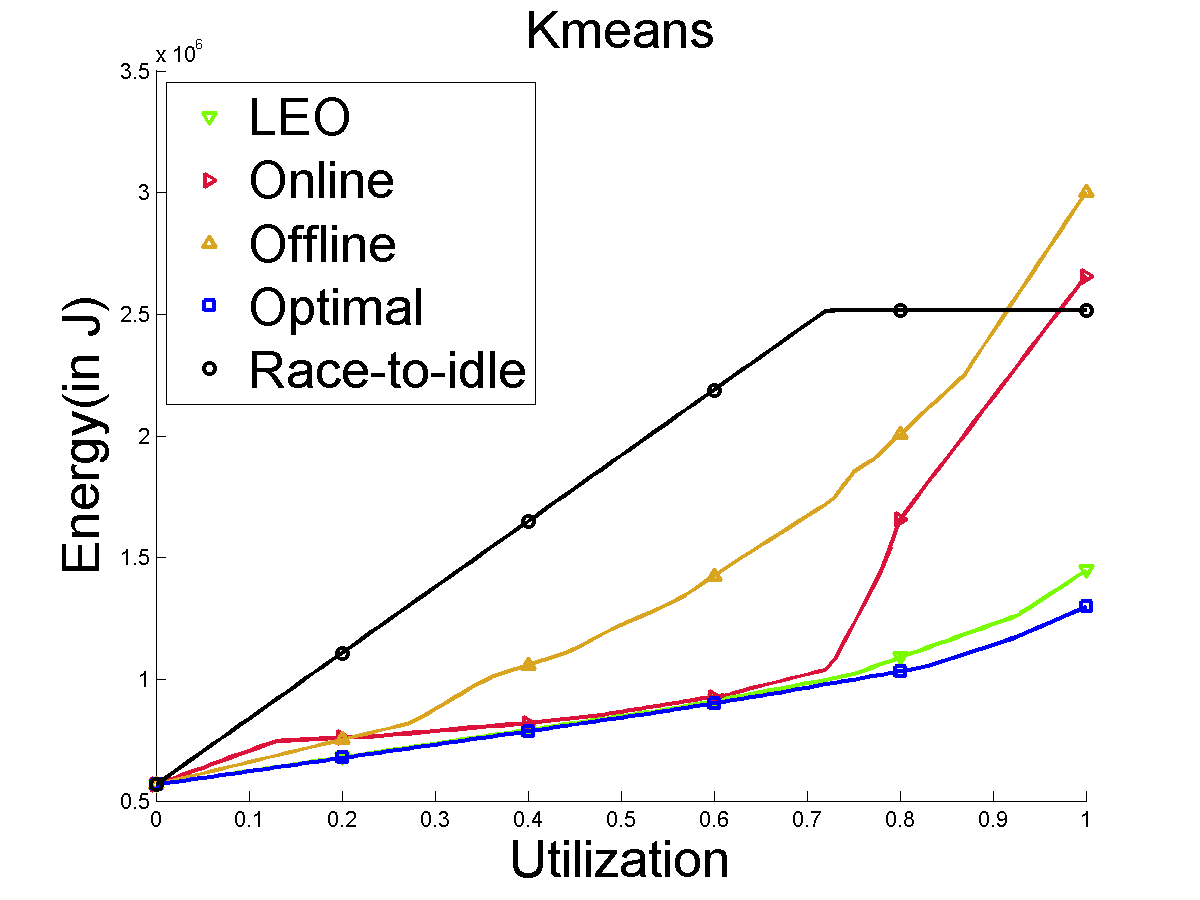 Kmeans
x 10^6
3.5
3
2.5
2
1.5
1
0.5
Energy(in J)
LEO
Online
Offline
Optimal
Race-to-idle
0 0.1 0.2 0.3 0.4 0.5 0.6 0.7 0.8 0.9 1
Utilization